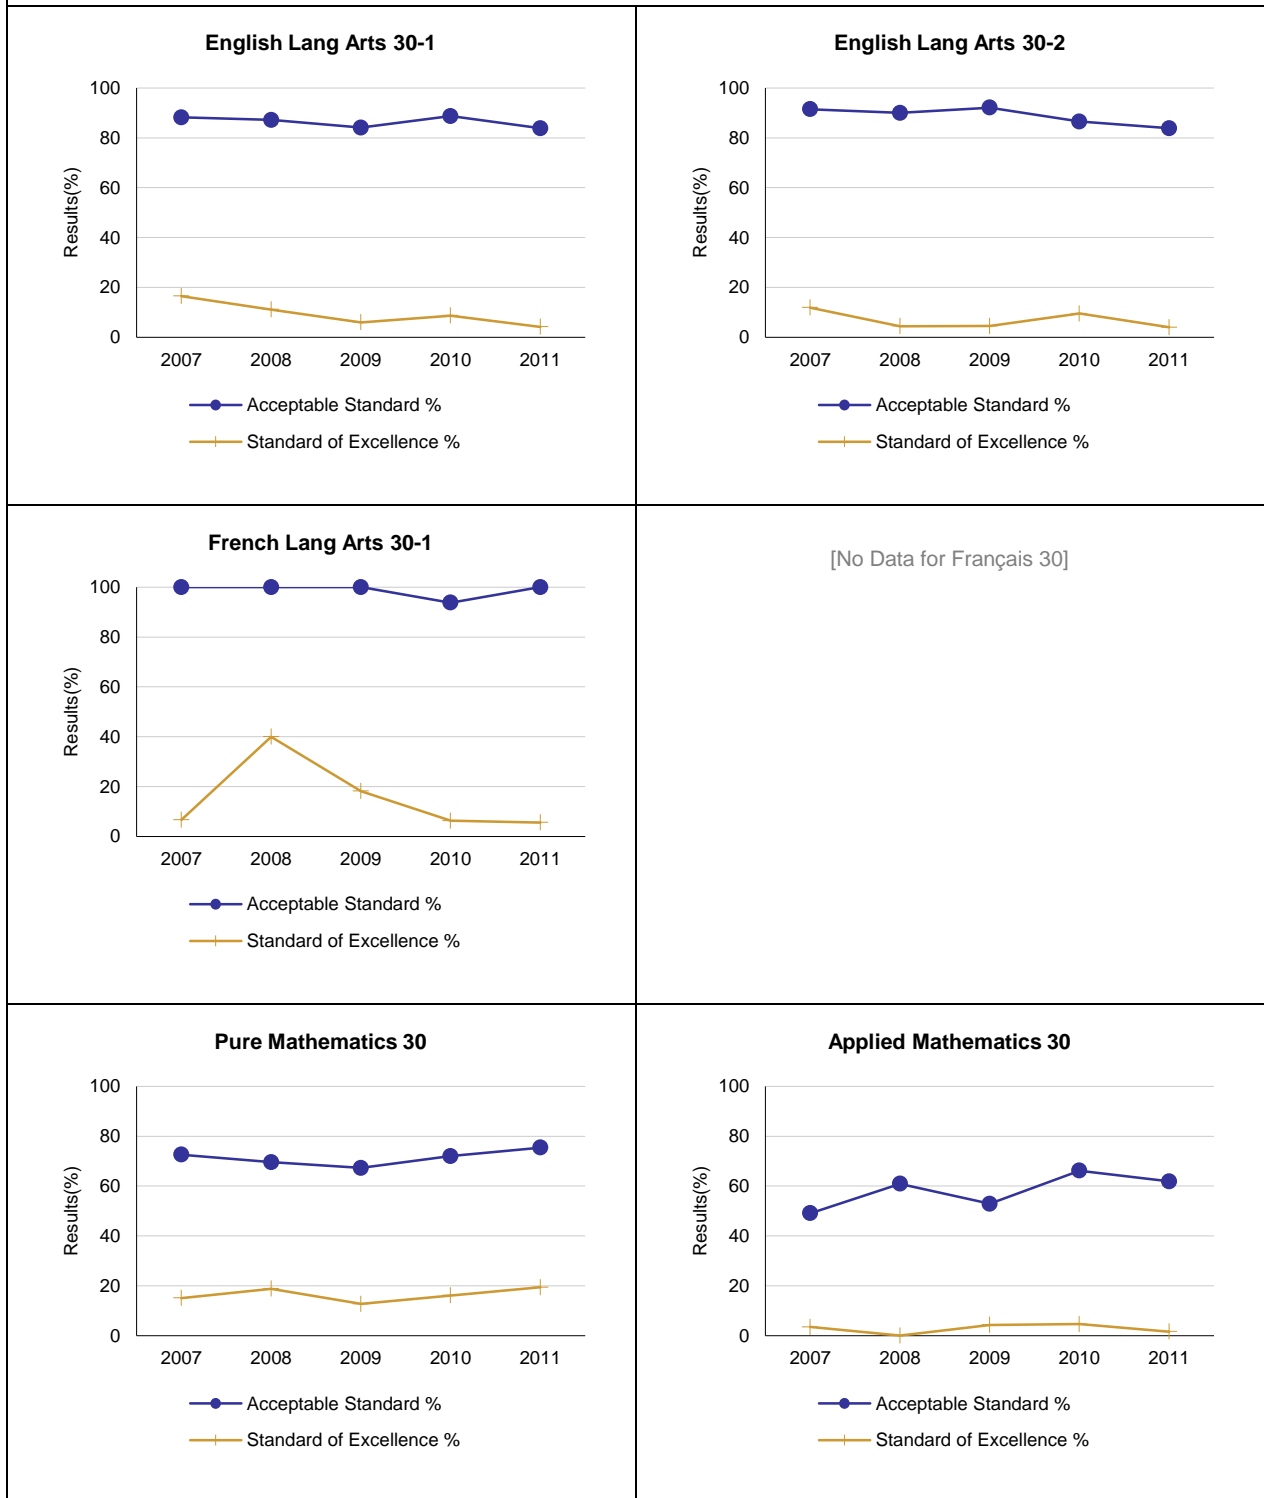 English Lang Arts 30-1
100
80
60
40
20
0
Results(%)
2007 2008 2009 2010 2011
Acceptable Standard %
Standard of Excellence %
English Lang Arts 30-2
100
80
60
40
20
0
Results(%)
2007 2008 2009 2010 2011
Acceptable Standard %
Standard of Excellence %
French Lang Arts 30-1
100
80
60
40
20
0
Results(%)
2007 2008 2009 2010 2011
Acceptable Standard %
Standard of Excellence %
[No Data for Français 30]
Pure Mathematics 30
100
80
60
40
20
0
Results(%)
2007 2008 2009 2010 2011
Acceptable Standard %
Standard of Excellence %
Applied Mathematics 30
100
80
60
40
20
0
Results(%)
2007 2008 2009 2010 2011
Acceptable Standard %
Standard of Excellence %